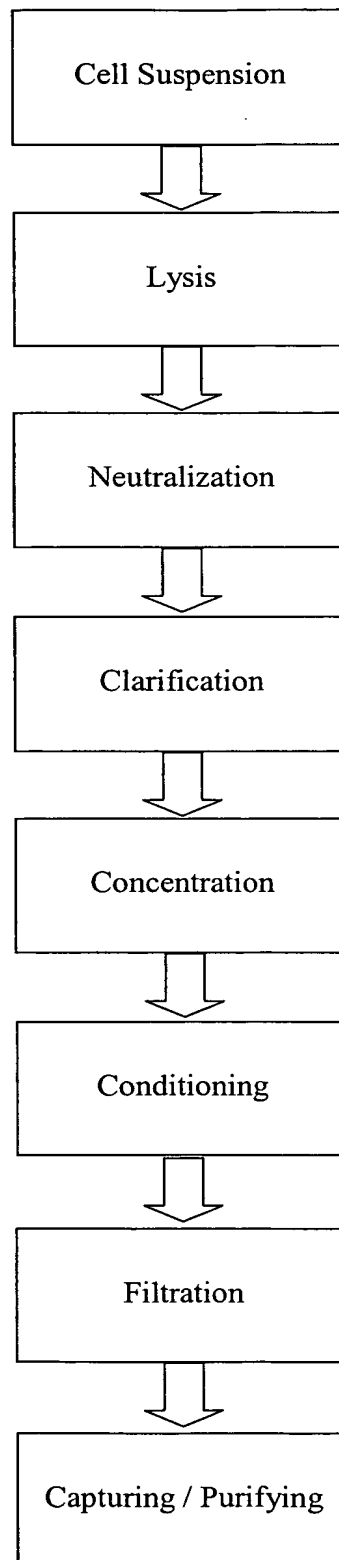 Cell Suspension
Lysis
Neutralization
Clarification
Concentration
Conditioning
Filtration
Capturing / Purifying